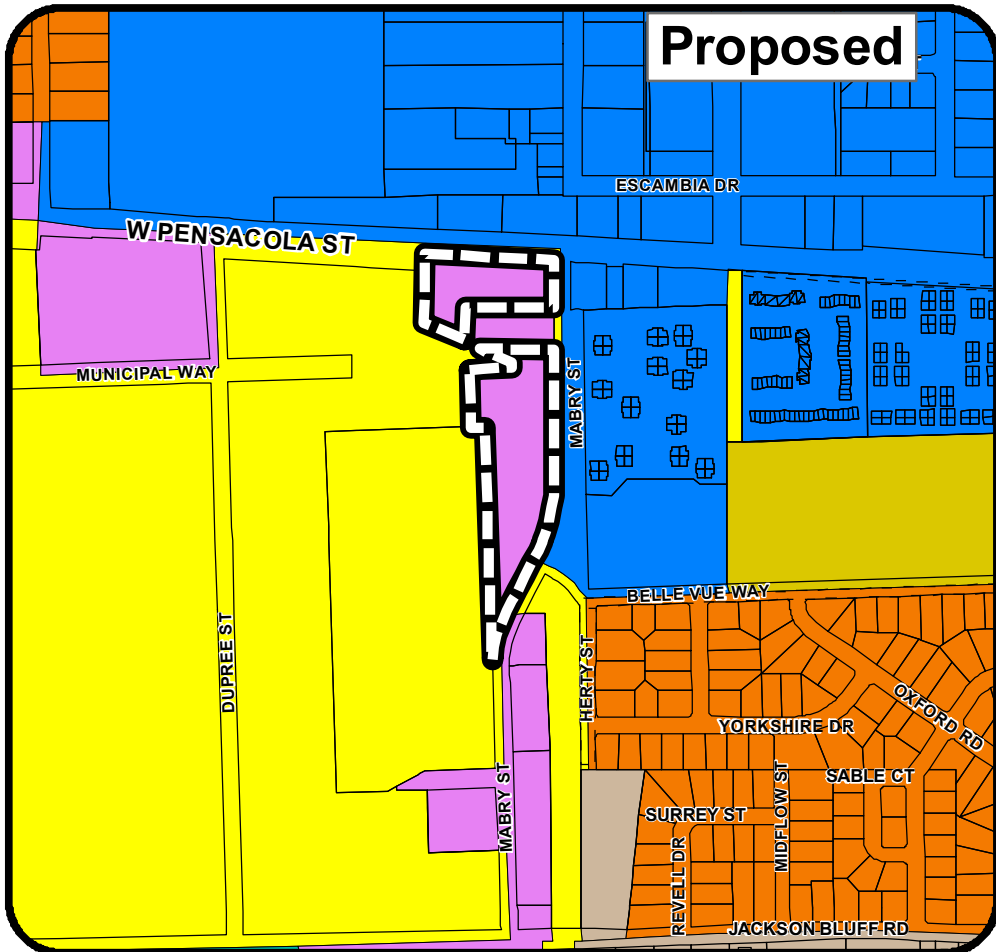 Proposed
ESCAMBIA DR
W PENSACOLA ST
MUNICIPAL WAY
MABRY ST
BELLE VUE WAY
DUPREE ST
HERTY ST
OXFORD RD
YORKSHIRE DR
SABLE CT
MABRY ST
MIDFLOW ST
SURREY ST
REVELL DR
JACKSON BLUFF RD